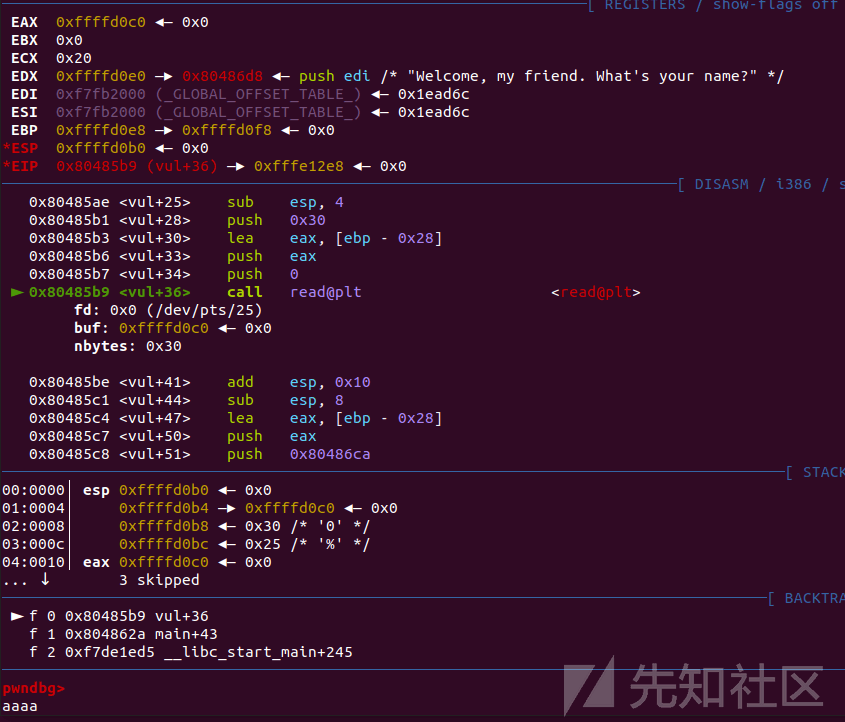 [ REGISTERS / show-flags off
EAX 0xffffd0c0 ◂— 0x0
EBX 0x0
ECX 0x20
EDX 0xffffd0e0 —▸ 0x80486d8 ◂— push edi /* "Welcome, my friend. What's your name?" */
EDI 0xf7fb2000 (_GLOBAL_OFFSET_TABLE_) ◂— 0x1ead6c
ESI 0xf7fb2000 (_GLOBAL_OFFSET_TABLE_) ◂— 0x1ead6c
EBP 0xffffd0e8 —▸ 0xffffd0f8 ◂— 0x0
*ESP 0xffffd0b0 ◂— 0x0
*EIP 0x80485b9 (vul+36) —▸ 0xfffe12e8 ◂— 0x0
[ DISASM / i386 / s
0x80485ae <vul+25> sub esp, 4
0x80485b1 <vul+28> push 0x30
0x80485b3 <vul+30> lea eax, [ebp - 0x28]
0x80485b6 <vul+33> push eax
0x80485b7 <vul+34> push 0
► 0x80485b9 <vul+36> call read@plt <read@plt>
fd: 0x0 (/dev/pts/25)
buf: 0xffffd0c0 ◂— 0x0
nbytes: 0x30
0x80485be <vul+41> add esp, 0x10
0x80485c1 <vul+44> sub esp, 8
0x80485c4 <vul+47> lea eax, [ebp - 0x28]
0x80485c7 <vul+50> push eax
0x80485c8 <vul+51> push 0x80486ca
[ STACK
00:0000│ esp 0xffffd0b0 ◂— 0x0
01:0004│ 0xffffd0b4 —▸ 0xffffd0c0 ◂— 0x0
02:0008│ 0xffffd0b8 ◂— 0x30 /* '0' */
03:000c│ 0xffffd0bc ◂— 0x25 /* '%' */
04:0010│ eax 0xffffd0c0 ◂— 0x0
... ↓ 3 skipped
[ BACKTRA
► f 0 0x80485b9 vul+36
f 1 0x804862a main+43
f 2 0xf7de1ed5 __libc_start_main+245
pwndbg>
aaaa
先知社区